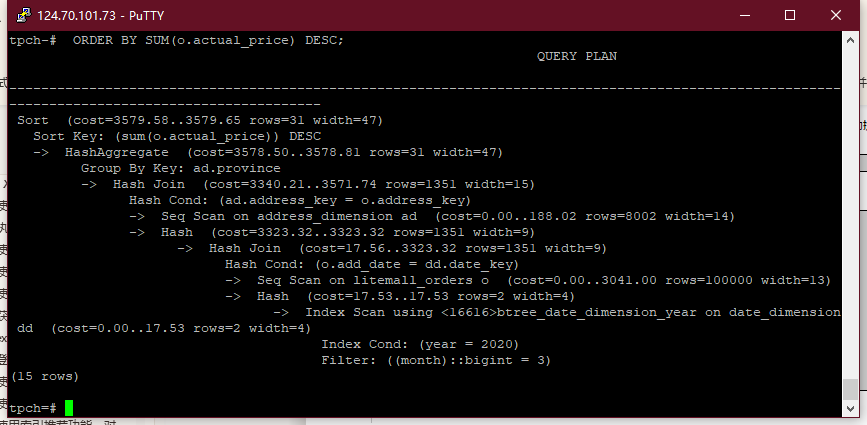 124.70.101.73 - PuTTY
tpch-#  ORDER BY SUM(o.actual_price) DESC;
QUERY PLAN
--------------------------------------------------------------------------------------------------------
---------------------------------------
Sort  (cost=3579.58..3579.65 rows=31 width=47)
Sort Key: (sum(o.actual_price)) DESC
->  HashAggregate  (cost=3578.50..3578.81 rows=31 width=47)
Group By Key: ad.province
->  Hash Join  (cost=3340.21..3571.74 rows=1351 width=15)
Hash Cond: (ad.address_key = o.address_key)
->  Seq Scan on address_dimension ad  (cost=0.00..188.02 rows=8002 width=14)
->  Hash  (cost=3323.32..3323.32 rows=1351 width=9)
->  Hash Join  (cost=17.56..3323.32 rows=1351 width=9)
Hash Cond: (o.add_date = dd.date_key)
->  Seq Scan on litemall_orders o  (cost=0.00..3041.00 rows=100000 width=13)
->  Hash  (cost=17.53..17.53 rows=2 width=4)
->  Index Scan using <16616>btree_date_dimension_year on date_dimension
dd  (cost=0.00..17.53 rows=2 width=4)
Index Cond: (year = 2020)
Filter: ((month)::bigint = 3)
(15 rows)
tpch=#